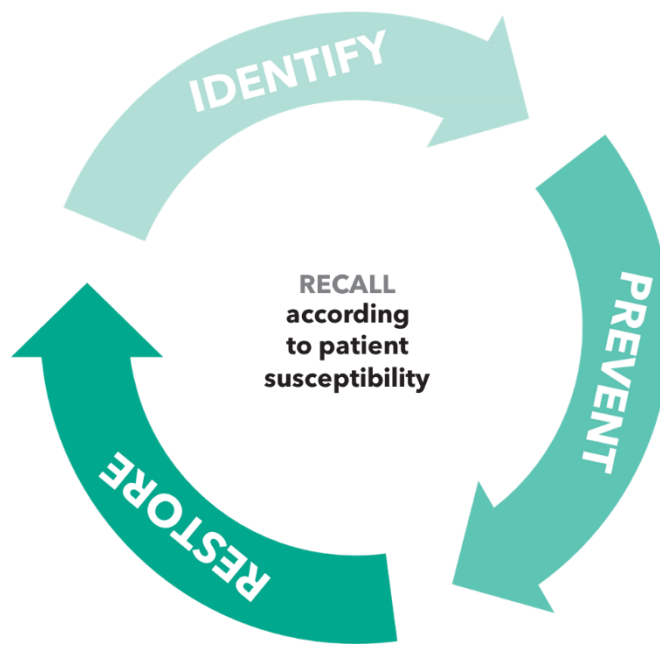 IDENTIFY
PREVENT
RECALL
according
to patient
susceptibility
RESTORE